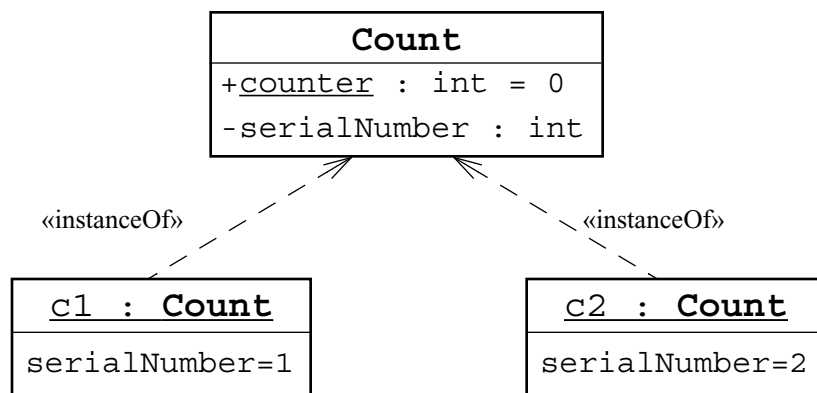 Count
+counter : int = 0
-serialNumber : int
«instanceOf»
«instanceOf»
c1 : Count
serialNumber=1
c2 : Count
serialNumber=2